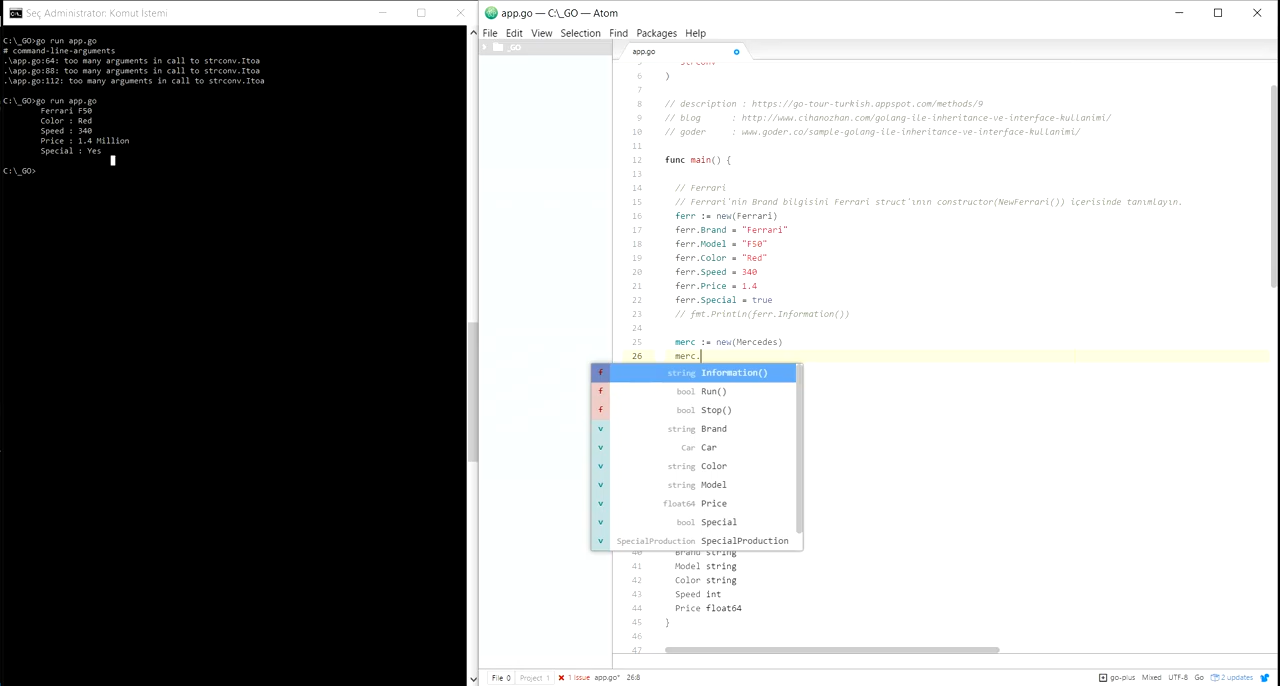 Seç Administrator: Komut İstemi
C:\_GO>go run app.go
# command-line-arguments
.\app.go:64: too many arguments in call to strconv.Itoa
.\app.go:88: too many arguments in call to strconv.Itoa
.\app.go:112: too many arguments in call to strconv.Itoa
C:\_GO>go run app.go
Ferrari F50
Color : Red
Speed : 340
Price : 1.4 Million
Special : Yes
C:\_GO>
app.go — C:\_GO — Atom
File Edit View Selection Find Packages Help
_GO
app.go
5 "strconv"
6 )
7
8 // description : https://go-tour-turkish.appspot.com/methods/9
9 // blog : http://www.cihanozhan.com/golang-ile-inheritance-ve-interface-kullanimi/
10 // goder : www.goder.co/sample-golang-ile-inheritance-ve-interface-kullanimi/
11
12 func main() {
13
14 // Ferrari
15 // Ferrari'nin Brand bilgisini Ferrari struct'ının constructor(NewFerrari()) içerisinde tanımlayın.
16 ferr := new(Ferrari)
17 ferr.Brand = "Ferrari"
18 ferr.Model = "F50"
19 ferr.Color = "Red"
20 ferr.Speed = 340
21 ferr.Price = 1.4
22 ferr.Special = true
23 // fmt.Println(ferr.Information())
24
25 merc := new(Mercedes)
26 merc.
f string Information()
f bool Run()
f bool Stop()
v string Brand
v Car Car
v string Color
v string Model
v float64 Price
v bool Special
v SpecialProduction SpecialProduction
40 Brand string
41 Model string
42 Color string
43 Speed int
44 Price float64
45 }
46
47
File 0 Project 1 1 Issue app.go* 26:8 go-plus Mixed UTF-8 Go 2 updates